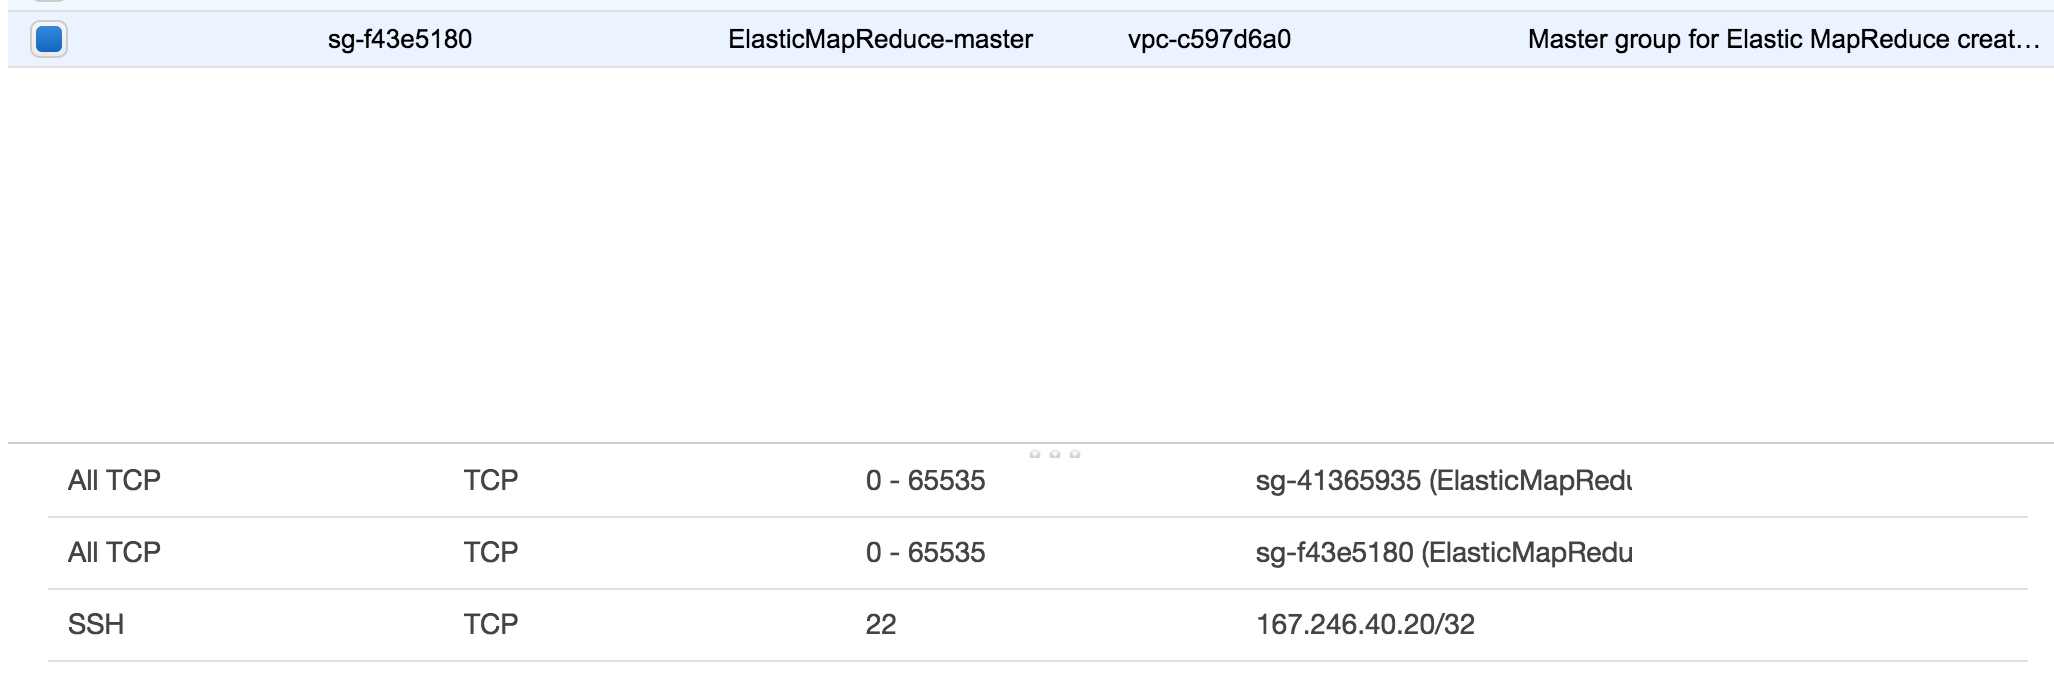 sg-f43e5180 ElasticMapReduce-master vpc-c597d6a0 Master group for Elastic MapReduce creat...
All TCP TCP 0 - 65535 sg-41365935 (ElasticMapRedu
All TCP TCP 0 - 65535 sg-f43e5180 (ElasticMapRedu
SSH TCP 22 167.246.40.20/32